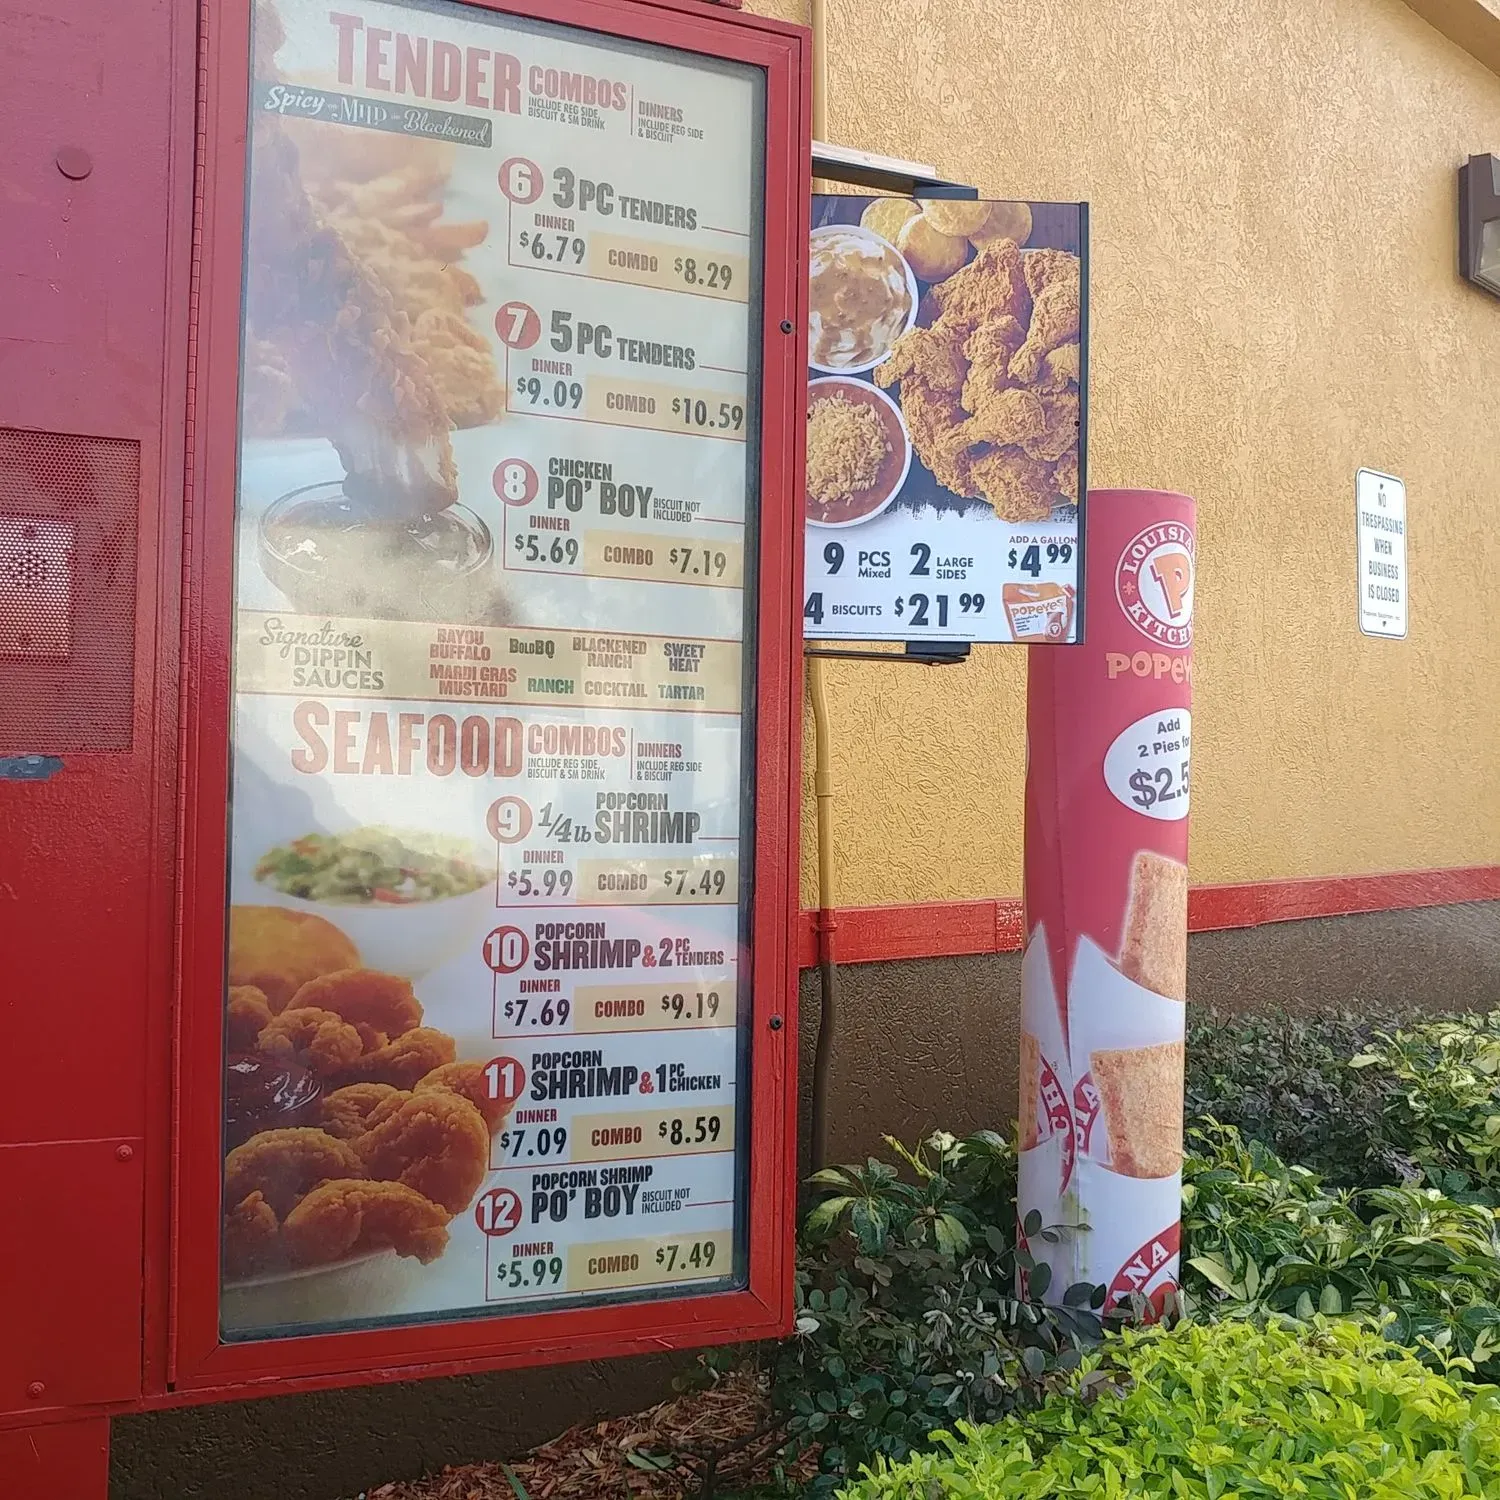 TENDER COMBOS
INCLUDE REG SIDE,
BISCUIT & SM DRINK
DINNERS
INCLUDE REG SIDE
& BISCUIT
Spicy or Mild or Blackened
6 3PC TENDERS
DINNER
$6.79 COMBO $8.29
7 5PC TENDERS
DINNER
$9.09 COMBO $10.59
8 CHICKEN
PO' BOY BISCUIT NOT
INCLUDED
DINNER
$5.69 COMBO $7.19
Signature
DIPPIN
SAUCES
BAYOU
BUFFALO
BOLDBQ
BLACKENED
RANCH
SWEET
HEAT
MARDI GRAS
MUSTARD
RANCH
COCKTAIL
TARTAR
SEAFOOD COMBOS
INCLUDE REG SIDE,
BISCUIT & SM DRINK
DINNERS
INCLUDE REG SIDE
& BISCUIT
9 1/4 lb POPCORN
SHRIMP
DINNER
$5.99 COMBO $7.49
10 POPCORN
SHRIMP & 2 PC
TENDERS
DINNER
$7.69 COMBO $9.19
11 POPCORN
SHRIMP & 1 PC
CHICKEN
DINNER
$7.09 COMBO $8.59
12 POPCORN SHRIMP
PO' BOY BISCUIT NOT
INCLUDED
DINNER
$5.99 COMBO $7.49
9 PCS
Mixed
2 LARGE
SIDES
4 BISCUITS $21 99
ADD A GALLON
$4 99
POPEYES
LOUISIA
KITCH
POPEY
Add
2 Pies for
$2.5
ANA
NO
TRESPASSING
WHEN
BUSINESS
IS CLOSED